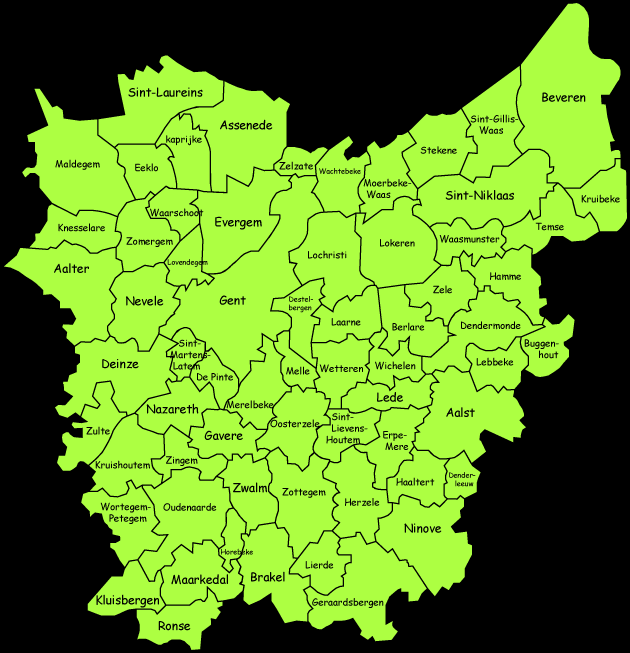 Beveren
Sint-Laureins
Assenede
Sint-Gillis-
Waas
kaprijke
Stekene
Maldegem
Eeklo
Zelzate
Wachtebeke
Moerbeke-
Waas
Sint-Niklaas
Kruibeke
Waarschoot
Evergem
Knesselare
Temse
Zomergem
Lokeren
Waasmunster
Lochristi
Lovendegem
Aalter
Hamme
Zele
Nevele
Gent
Destel-
bergen
Laarne
Berlare
Dendermonde
Buggen-
hout
Sint-
Martens-
Latem
Deinze
Lebbeke
Melle
Wetteren
Wichelen
De Pinte
Lede
Merelbeke
Nazareth
Aalst
Oosterzele
Sint-
Lievens-
Houtem
Zulte
Gavere
Erpe-
Mere
Kruishoutem
Zingem
Haaltert
Dender-
leeuw
Zwalm
Zottegem
Herzele
Wortegem-
Petegem
Oudenaarde
Ninove
Horebeke
Lierde
Maarkedal
Brakel
Kluisbergen
Geraardsbergen
Ronse